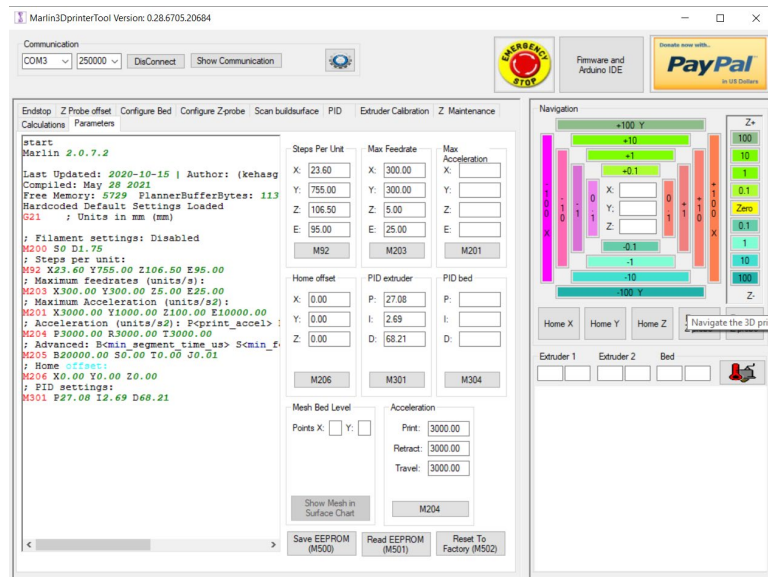 Marlin3DprinterTool Version: 0.28.6705.20684
Communication
COM3 250000 DisConnect Show Communication
EMERGENCY
STOP
Firmware and
Arduino IDE
Donate now with...
PayPal
in US Dollars
Endstop Z Probe offset Configure Bed Configure Z-probe Scan buildsurface PID Extruder Calibration Z Maintenance
Calculations Parameters
start
Marlin 2.0.7.2
Last Updated: 2020-10-15 | Author: (kehasg
Compiled: May 28 2021
Free Memory: 5729 PlannerBufferBytes: 113
Hardcoded Default Settings Loaded
G21 ; Units in mm (mm)
; Filament settings: Disabled
M200 S0 D1.75
; Steps per unit:
M92 X23.60 Y755.00 Z106.50 E95.00
; Maximum feedrates (units/s):
M203 X300.00 Y300.00 Z5.00 E25.00
; Maximum Acceleration (units/s2):
M201 X3000.00 Y1000.00 Z100.00 E10000.00
; Acceleration (units/s2): P<print_accel>
M204 P3000.00 R3000.00 T3000.00
; Advanced: B<min_segment_time_us> S<min_f
M205 B20000.00 S0.00 T0.00 J0.01
; Home offset:
M206 X0.00 Y0.00 Z0.00
; PID settings:
M301 P27.08 I2.69 D68.21
Steps Per Unit
X: 23.60
Y: 755.00
Z: 106.50
E: 95.00
M92
Max Feedrate
X: 300.00
Y: 300.00
Z: 5.00
E: 25.00
M203
Max
Acceleration
X:
Y:
Z:
E:
M201
Home offset
X: 0.00
Y: 0.00
Z: 0.00
M206
PID extruder
P: 27.08
I: 2.69
D: 68.21
M301
PID bed
P:
I:
D:
M304
Mesh Bed Level
Points X: Y:
Show Mesh in
Surface Chart
Acceleration
Print: 3000.00
Retract: 3000.00
Travel: 3000.00
M204
Save EEPROM
(M500)
Read EEPROM
(M501)
Reset To
Factory (M502)
Navigation
+100 Y
+10
+1
+0.1
-100 X
-10
-1
-0.1
X:
Y:
Z:
0.1
+1
+10
+100 X
-0.1
-1
-10
-100 Y
Z+
100
10
1
0.1
Zero
0.1
1
10
100
Z-
Home X Home Y Home Z
Navigate the 3D pri
Extruder 1 Extruder 2 Bed